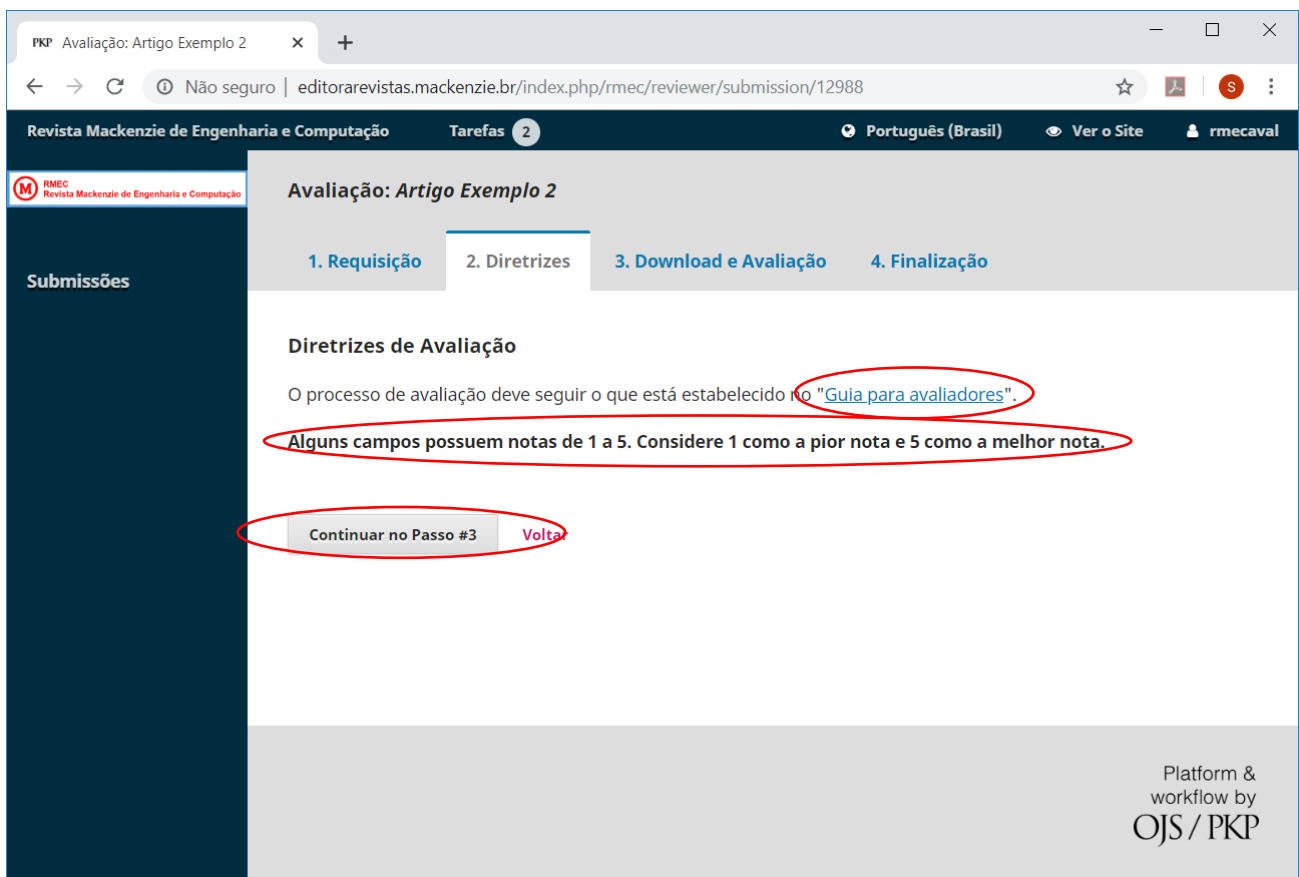 PKP Avaliação: Artigo Exemplo 2
Não seguro | editorarevistas.mackenzie.br/index.php/rmec/reviewer/submission/12988
S
Revista Mackenzie de Engenharia e Computação Tarefas 2 Português (Brasil) Ver o Site rmecaval
M RMEC
Revista Mackenzie de Engenharia e Computação
Submissões
Avaliação: Artigo Exemplo 2
1. Requisição 2. Diretrizes 3. Download e Avaliação 4. Finalização
Diretrizes de Avaliação
O processo de avaliação deve seguir o que está estabelecido no "Guia para avaliadores".
Alguns campos possuem notas de 1 a 5. Considere 1 como a pior nota e 5 como a melhor nota.
Continuar no Passo #3 Voltar
Platform &
workflow by
OJS / PKP